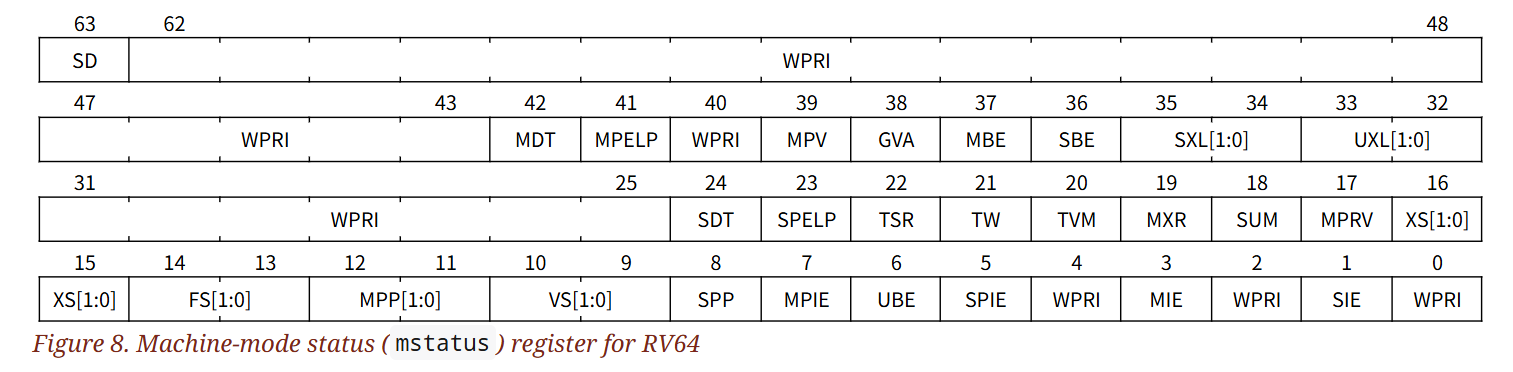 63 62 48
SD WPRI
47 43 42 41 40 39 38 37 36 35 34 33 32
WPRI MDT MPELP WPRI MPV GVA MBE SBE SXL[1:0] UXL[1:0]
31 25 24 23 22 21 20 19 18 17 16
WPRI SDT SPELP TSR TW TVM MXR SUM MPRV XS[1:0]
15 14 13 12 11 10 9 8 7 6 5 4 3 2 1 0
XS[1:0] FS[1:0] MPP[1:0] VS[1:0] SPP MPIE UBE SPIE WPRI MIE WPRI SIE WPRI
Figure 8. Machine-mode status (mstatus) register for RV64